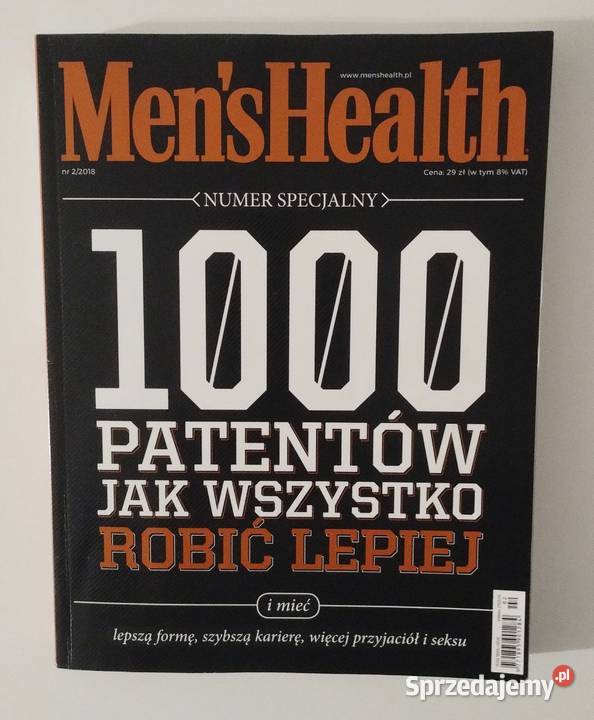 www.menshealth.pl
Men'sHealth
nr 2/2018
Cena: 29 zł (w tym 8% VAT)
NUMER SPECJALNY
1000
PATENTÓW
JAK WSZYSTKO
ROBIĆ LEPIEJ
i mieć
lepszą formę, szybszą karierę, więcej przyjaciół i seksu
Sprzedajemy.pl